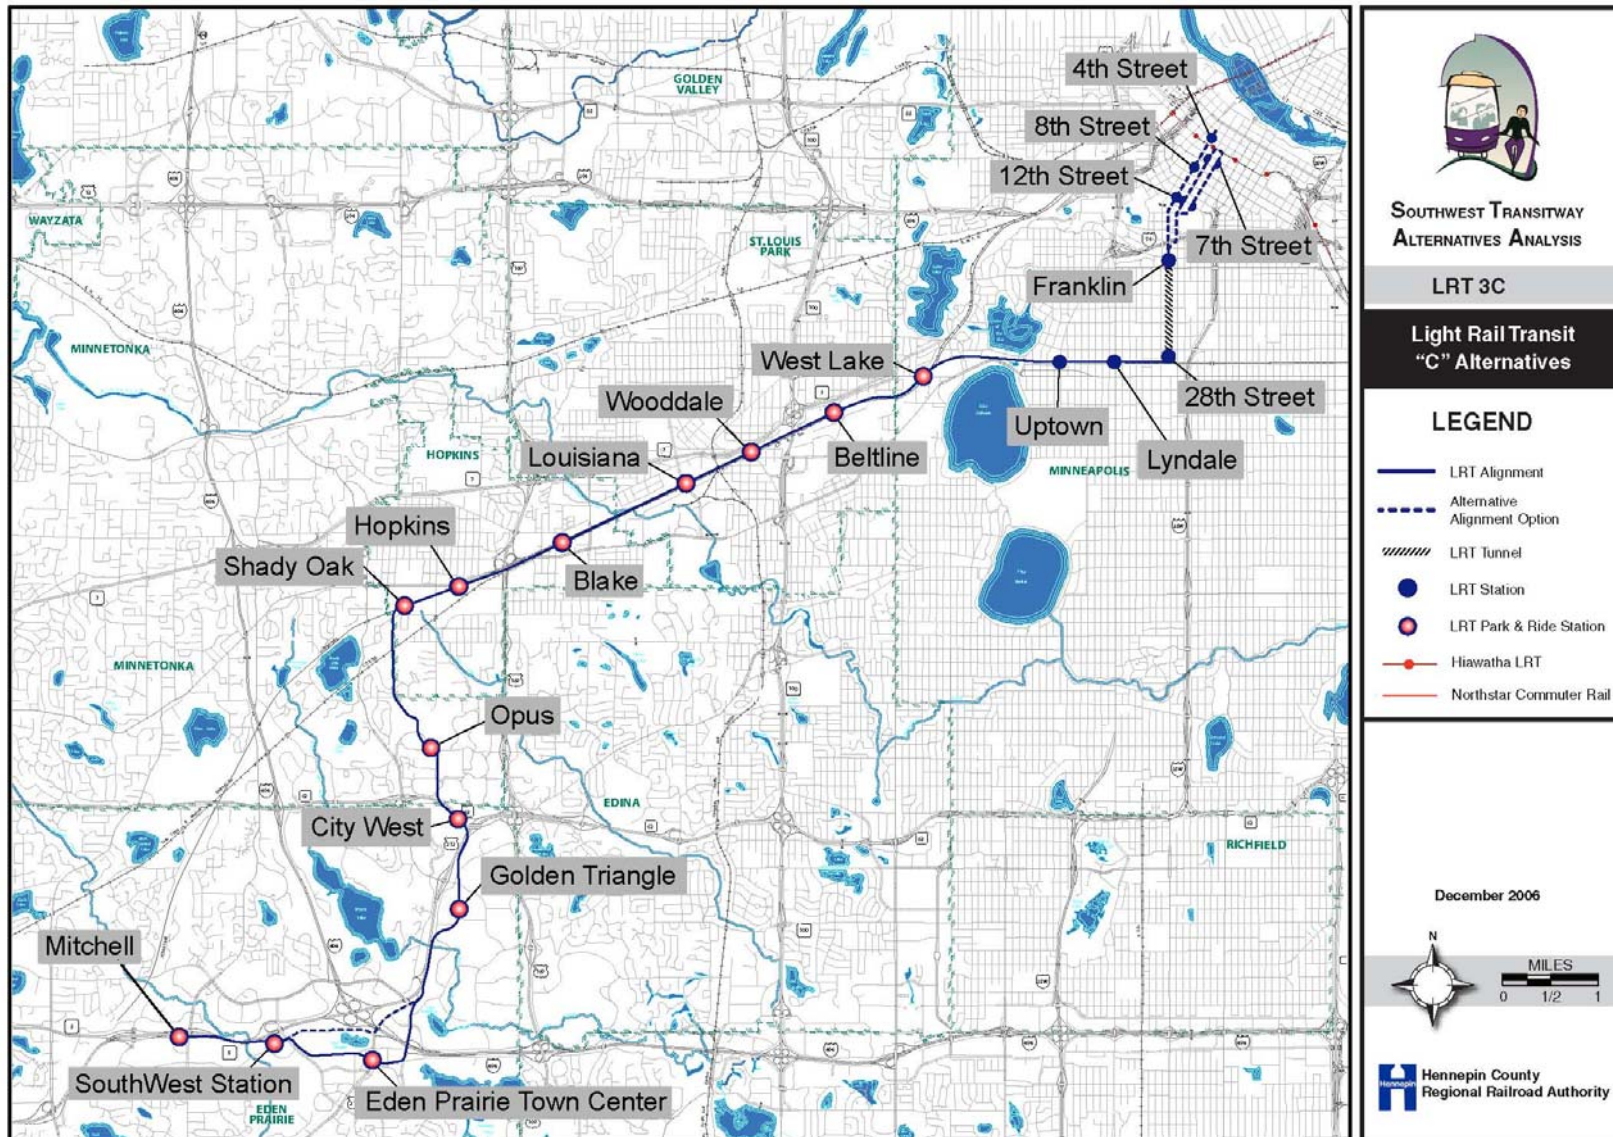 GOLDEN
VALLEY
4th Street
8th Street
12th Street
WAYZATA
ST. LOUIS
PARK
7th Street
Franklin
MINNETONKA
West Lake
Wooddale
28th Street
Uptown
HOPKINS
Louisiana
Beltline
Lyndale
MINNEAPOLIS
Hopkins
Shady Oak
Blake
MINNETONKA
Opus
EDINA
City West
RICHFIELD
Golden Triangle
Mitchell
SouthWest Station
Eden Prairie Town Center
EDEN
PRAIRIE
SOUTHWEST TRANSITWAY
ALTERNATIVES ANALYSIS
LRT 3C
Light Rail Transit
“C” Alternatives
LEGEND
LRT Alignment
Alternative
Alignment Option
LRT Tunnel
LRT Station
LRT Park & Ride Station
Hiawatha LRT
Northstar Commuter Rail
December 2006
N
MILES
0 1/2 1
Hennepin
Hennepin County
Regional Railroad Authority